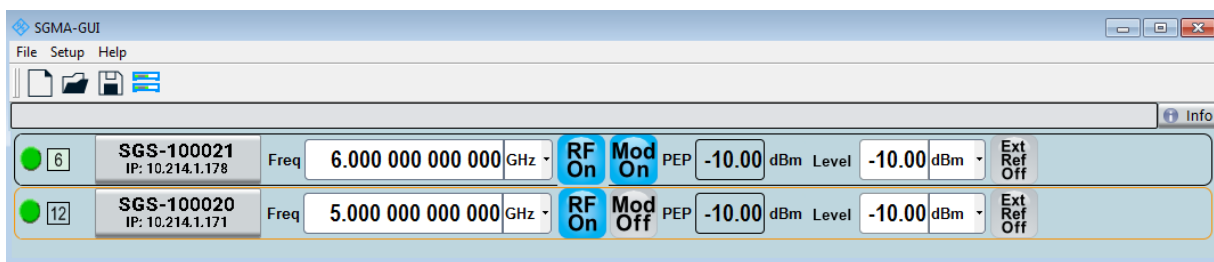 SGMA-GUI
File Setup Help
Info
6 SGS-100021 IP: 10.214.1.178 Freq 6.000 000 000 000 GHz RF On Mod On PEP -10.00 dBm Level -10.00 dBm Ext Ref Off
12 SGS-100020 IP: 10.214.1.171 Freq 5.000 000 000 000 GHz RF On Mod Off PEP -10.00 dBm Level -10.00 dBm Ext Ref Off